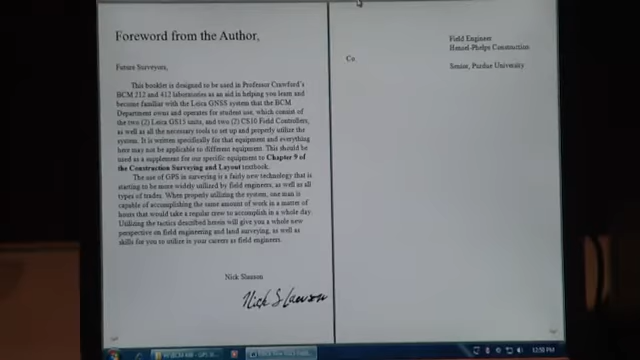 Foreword from the Author,
Future Surveyors,
This booklet is designed to be used in Professor Crawford's
BCM 212 and 412 laboratories as an aid in helping you learn and
become familiar with the Leica GNSS system that the BCM
Department owns and operates for student use, which consist of
the two (2) Leica GS15 units, and two (2) CS10 Field Controllers,
as well as all the necessary tools to set up and properly utilize the
system. It is written specifically for that equipment and everything
here may not be applicable to different equipment. This should be
used as a supplement for our specific equipment to Chapter 9 of
the Construction Surveying and Layout textbook.
The use of GPS in surveying is a fairly new technology that is
starting to be more widely utilized by field engineers, as well as all
types of trades. When properly utilizing the system, one man is
capable of accomplishing the same amount of work in a matter of
hours that would take a regular crew to accomplish in a whole day.
Utilizing the tactics described herein will give you a whole new
perspective on field engineering and land surveying, as well as
skills for you to utilize in your careers as field engineers.
Nick Slawson
Nick Slawson
Co
Field Engineer
Hensel-Phelps Construction
Senior, Purdue University
12:50 PM